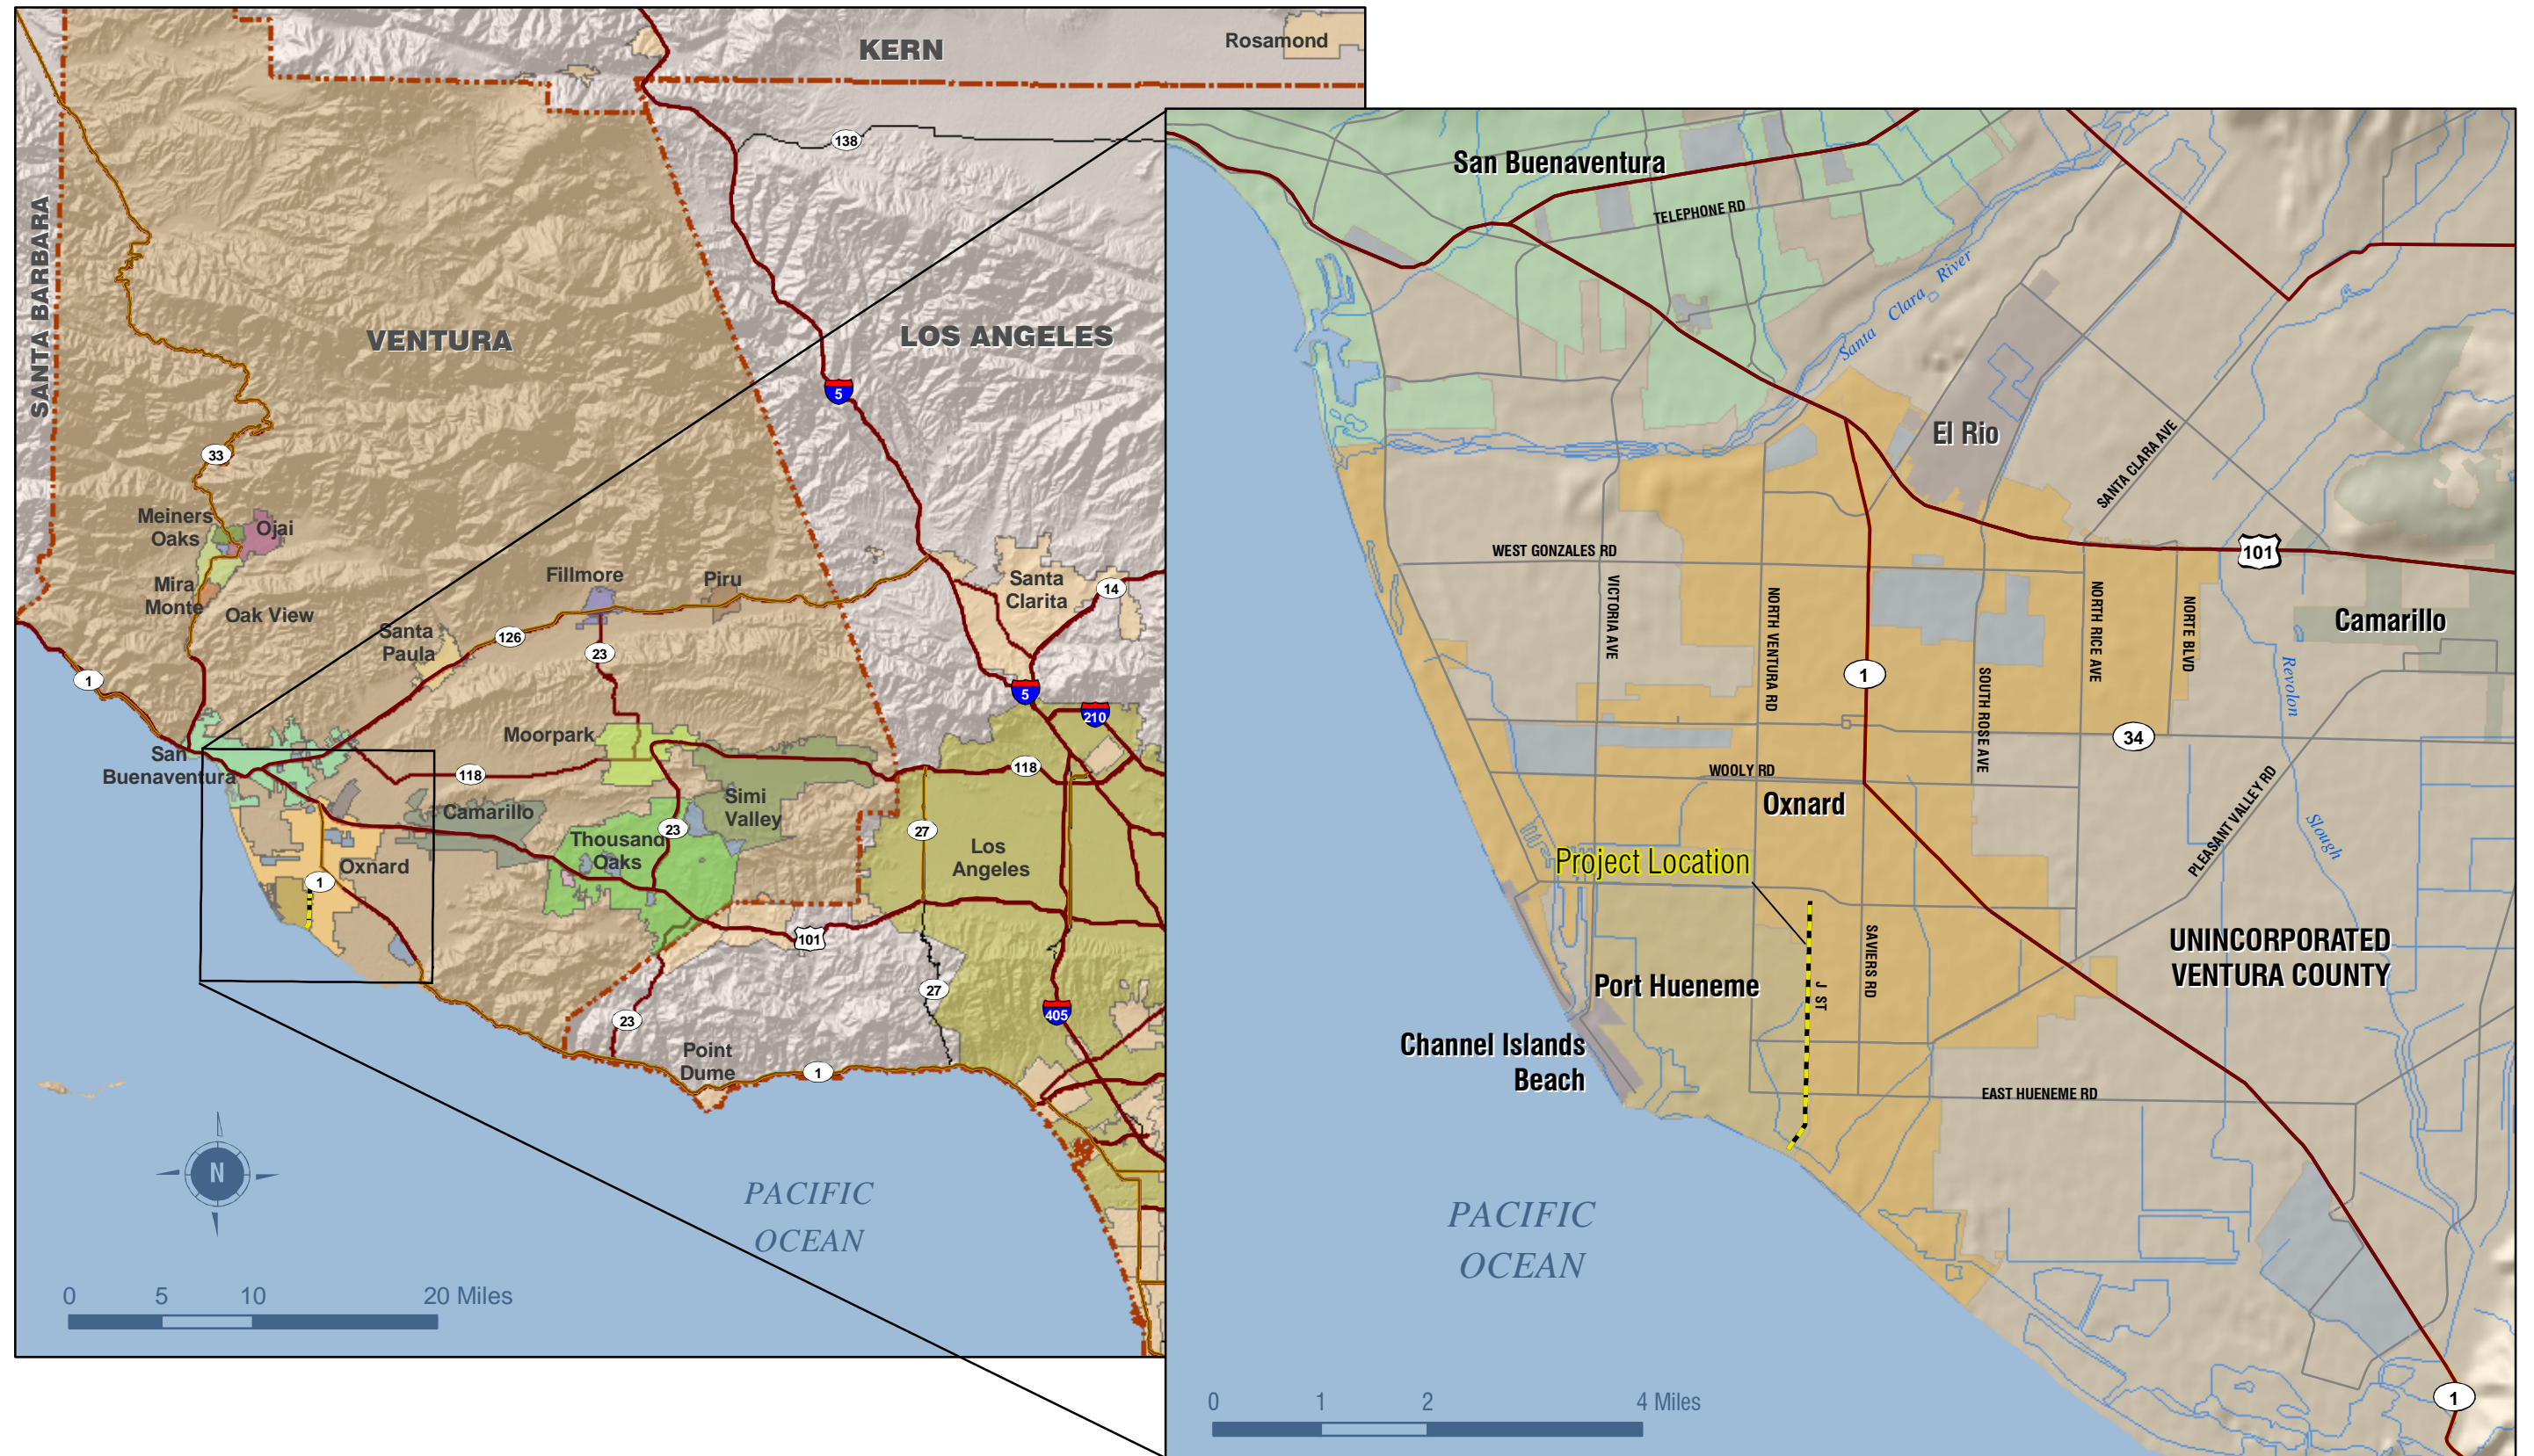 KERN
Rosamond
138
SANTA BARBARA
VENTURA
LOS ANGELES
5
33
Meiners
Oaks
Ojai
Mira
Monte
Oak View
Fillmore
Piru
Santa
Clarita
14
Santa
Paula
126
23
1
5
210
San
Buenaventura
Moorpark
118
118
Camarillo
Simi
Valley
23
27
Thousand
Oaks
Los
Angeles
Oxnard
1
101
27
405
23
Point
Dume
1
N
PACIFIC
OCEAN
0 5 10 20 Miles
San Buenaventura
TELEPHONE RD
Santa Clara River
El Rio
SANTA CLARA AVE
WEST GONZALES RD
101
VICTORIA AVE
NORTH VENTURA RD
NORTH RICE AVE
NORTE BLVD
Camarillo
1
SOUTH ROSE AVE
Revolon
Slough
34
WOOLY RD
Oxnard
PLEASANT VALLEY RD
Project Location
SAVIERS RD
UNINCORPORATED
VENTURA COUNTY
Port Hueneme
J ST
Channel Islands
Beach
EAST HUENEME RD
PACIFIC
OCEAN
0 1 2 4 Miles
1